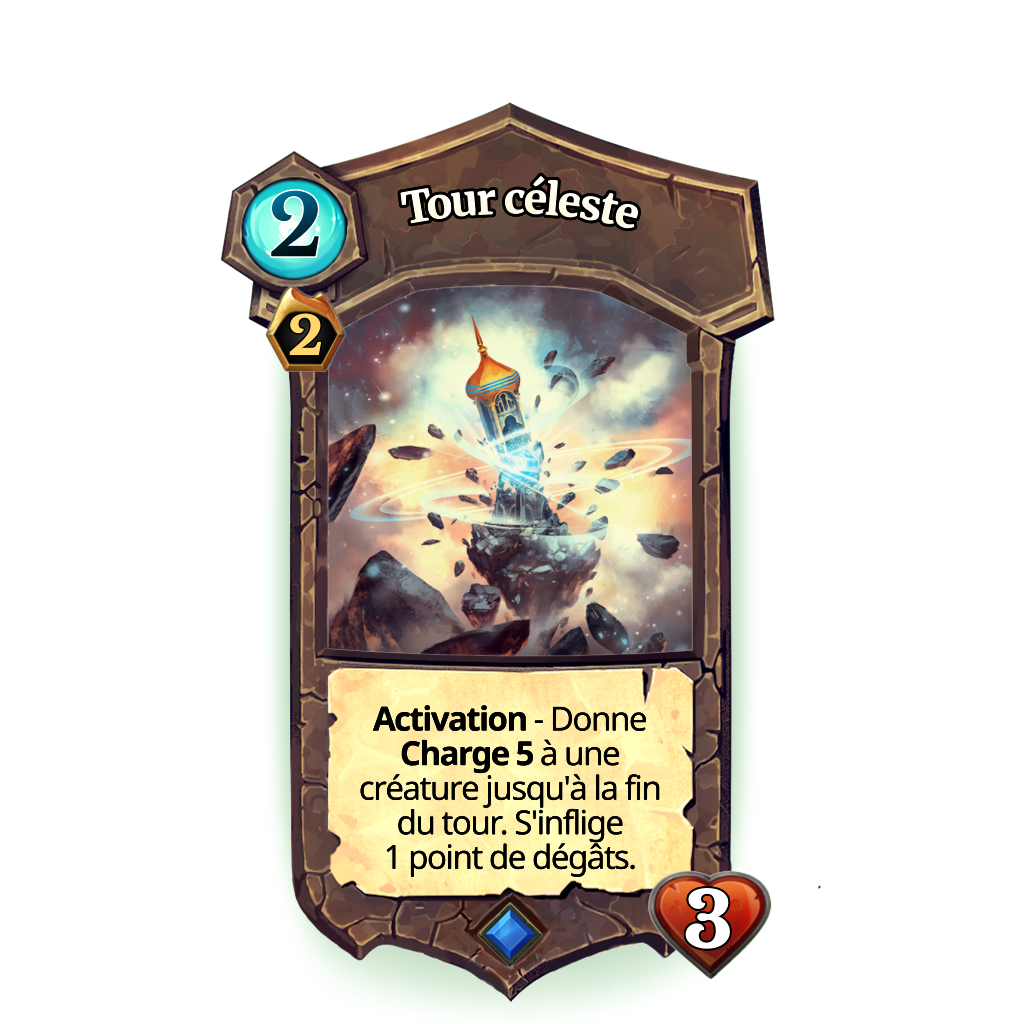 Tour céleste
2
2
Activation - Donne
Charge 5 à une
créature jusqu'à la fin
du tour. S'inflige
1 point de dégâts.
3